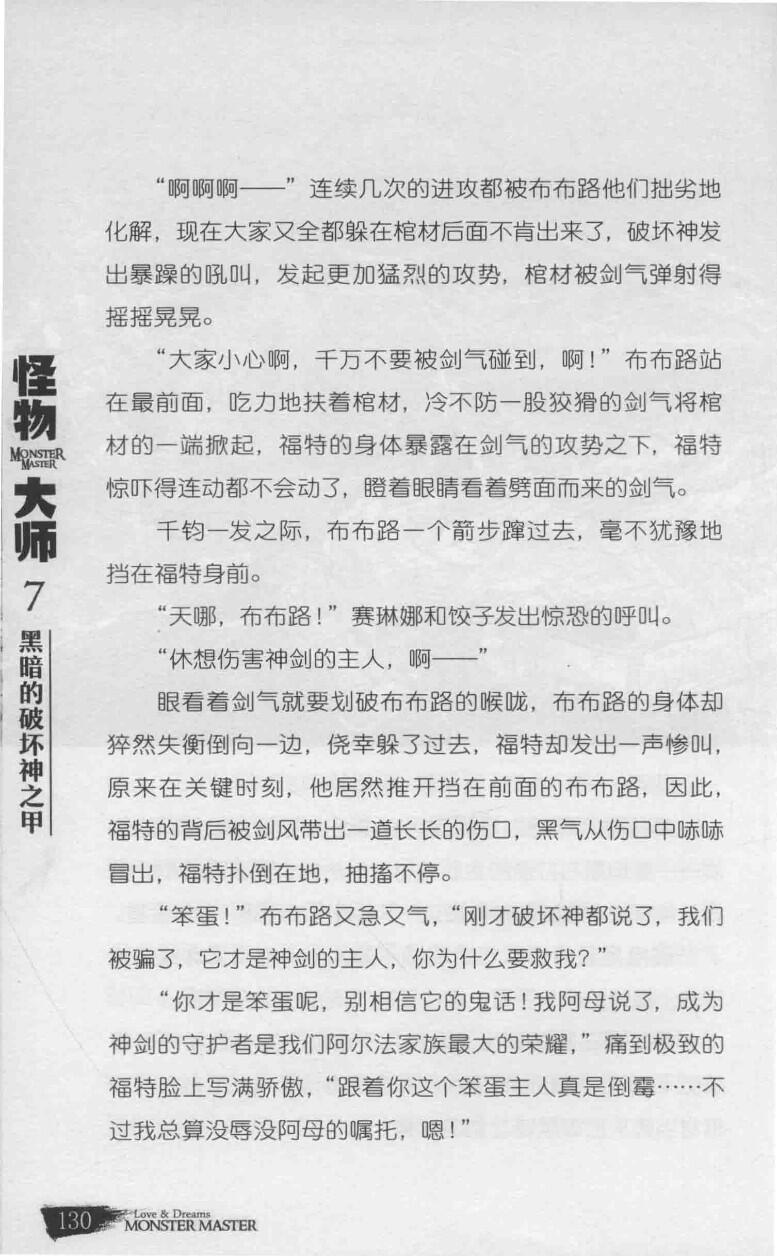 “啊啊啊——”连续几次的进攻都被布布路他们拙劣地
化解，现在大家又全都躲在棺材后面不肯出来了，破坏神发
出暴躁的吼叫，发起更加猛烈的攻势，棺材被剑气弹射得
摇摇晃晃。
“大家小心啊，千万不要被剑气碰到，啊！”布布路站
在最前面，吃力地扶着棺材，冷不防一股狡猾的剑气将棺
材的一端掀起，福特的身体暴露在剑气的攻势之下，福特
惊吓得连动都不会动了，瞪着眼睛看着劈面而来的剑气。
千钧一发之际，布布路一个箭步蹿过去，毫不犹豫地
挡在福特身前。
“天哪，布布路！”赛琳娜和饺子发出惊恐的呼叫。
“休想伤害神剑的主人，啊——”
眼看着剑气就要划破布布路的喉咙，布布路的身体却
猝然失衡倒向一边，侥幸躲了过去，福特却发出一声惨叫，
原来在关键时刻，他居然推开挡在前面的布布路，因此，
福特的背后被剑风带出一道长长的伤口，黑气从伤口中哧哧
冒出，福特扑倒在地，抽搐不停。
“笨蛋！”布布路又急又气，“刚才破坏神都说了，我们
被骗了，它才是神剑的主人，你为什么要救我？”
“你才是笨蛋呢，别相信它的鬼话！我阿母说了，成为
神剑的守护者是我们阿尔法家族最大的荣耀，”痛到极致的
福特脸上写满骄傲，“跟着你这个笨蛋主人真是倒霉……不
过我总算没辱没阿母的嘱托，嗯！”
怪物
MONSTER
MASTER
大师
7
黑暗的破坏神之甲
130
Love & Dreams
MONSTER MASTER